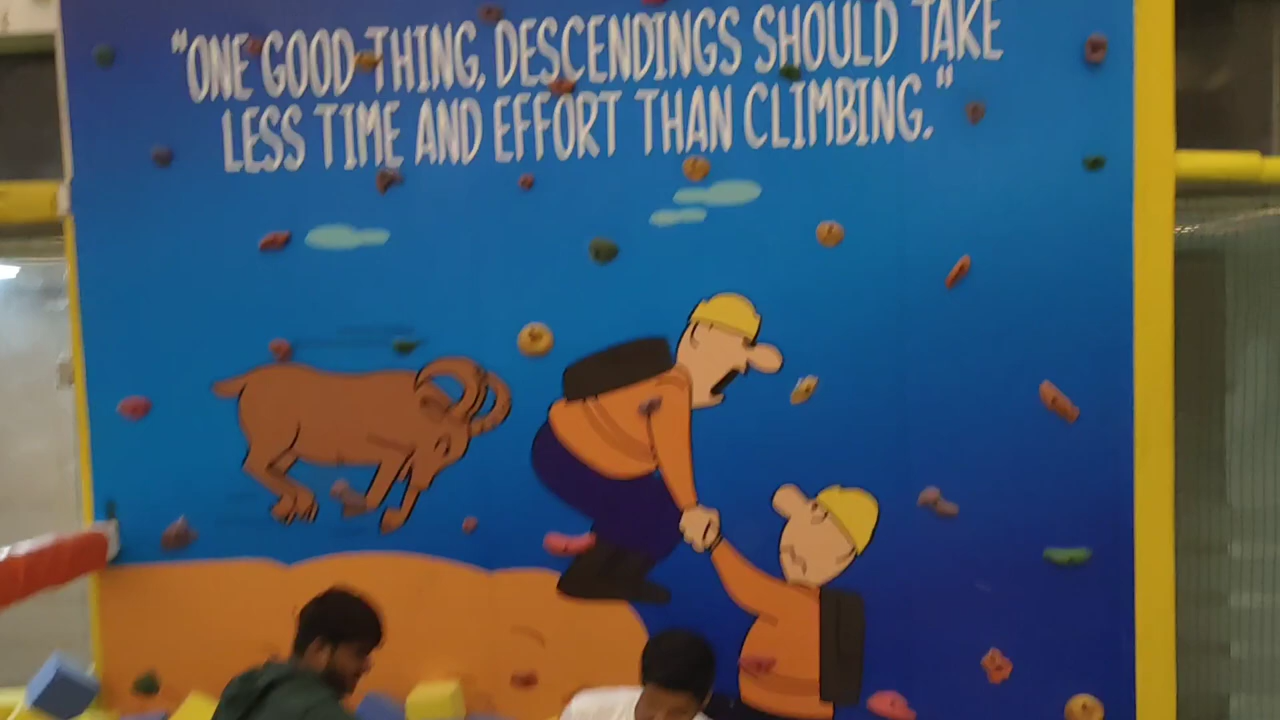 "ONE GOOD THING, DESCENDINGS SHOULD TAKE
LESS TIME AND EFFORT THAN CLIMBING."